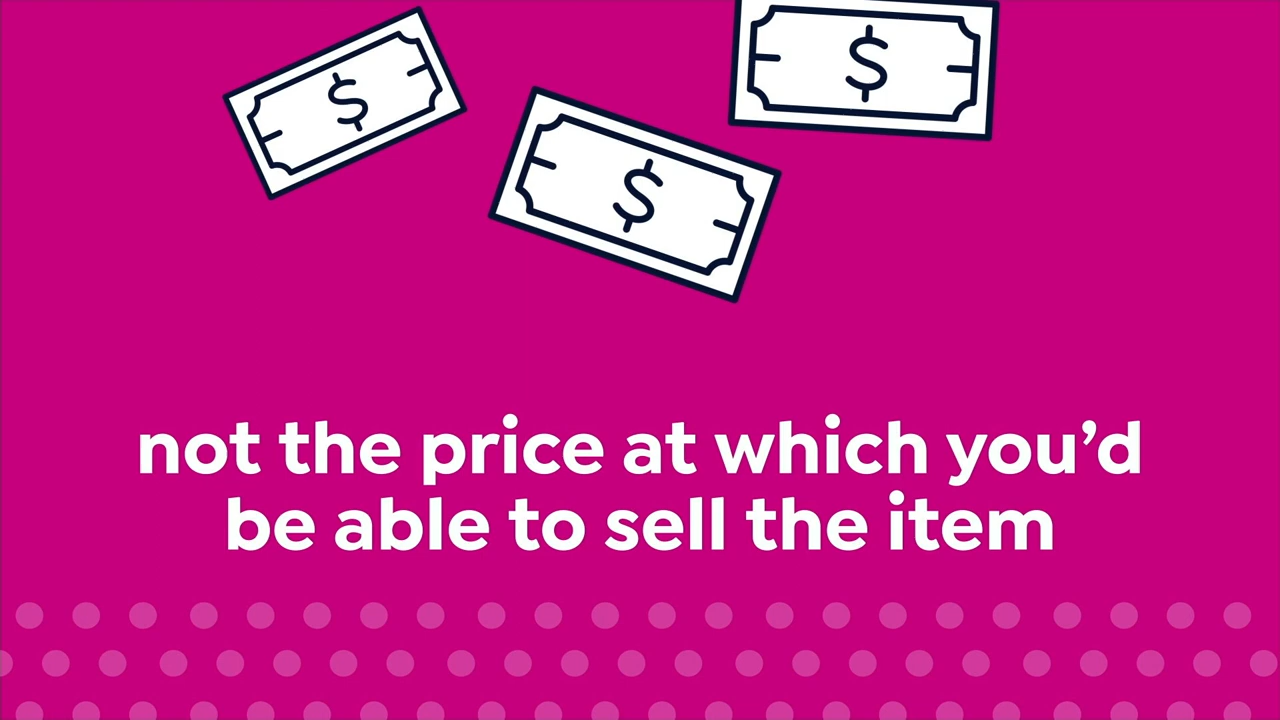 $
$
$
not the price at which you’d
be able to sell the item